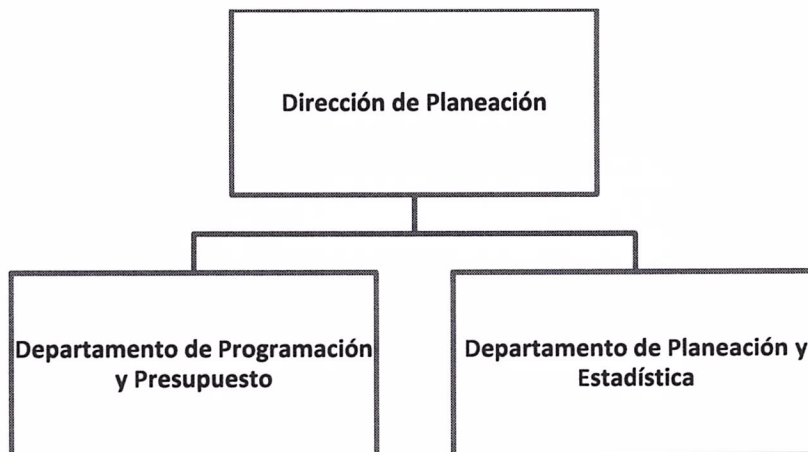 Dirección de Planeación
Departamento de Programación
y Presupuesto
Departamento de Planeación y
Estadística